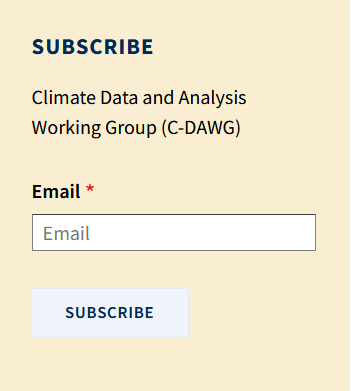 SUBSCRIBE
Climate Data and Analysis
Working Group (C-DAWG)
Email *
Email
SUBSCRIBE